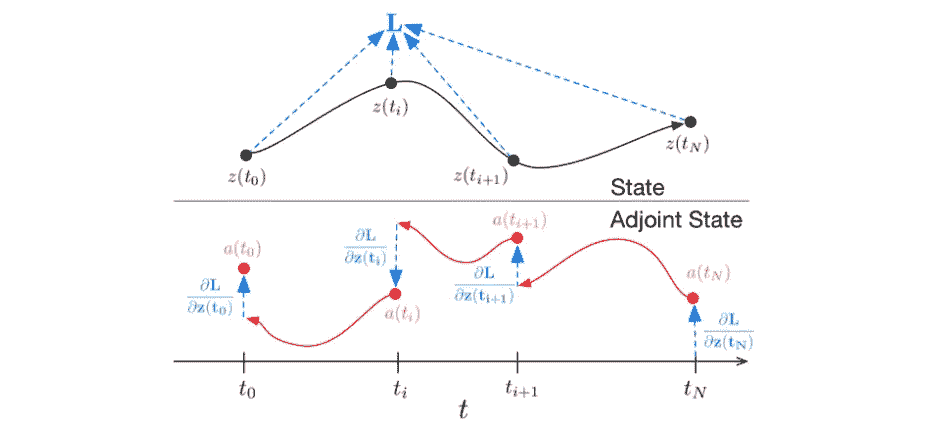 L
z(t_i)
z(t_0)
z(t_{i+1})
z(t_N)
State
Adjoint State
a(t_0)
∂L
∂z(t_0)
∂L
∂z(t_i)
a(t_i)
a(t_{i+1})
∂L
∂z(t_{i+1})
a(t_N)
∂L
∂z(t_N)
t_0
t_i
t_{i+1}
t_N
t